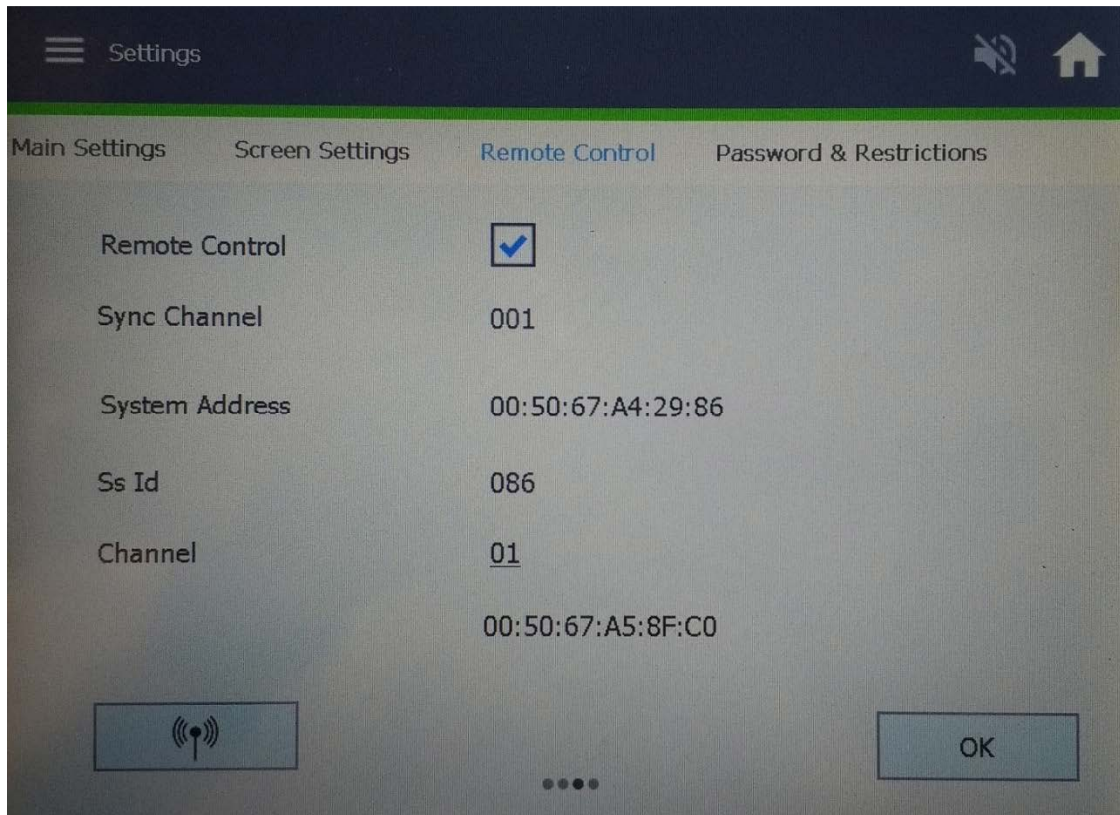 Settings
Main Settings Screen Settings Remote Control Password & Restrictions
Remote Control
Sync Channel 001
System Address 00:50:67:A4:29:86
Ss Id 086
Channel 01
00:50:67:A5:8F:C0
OK